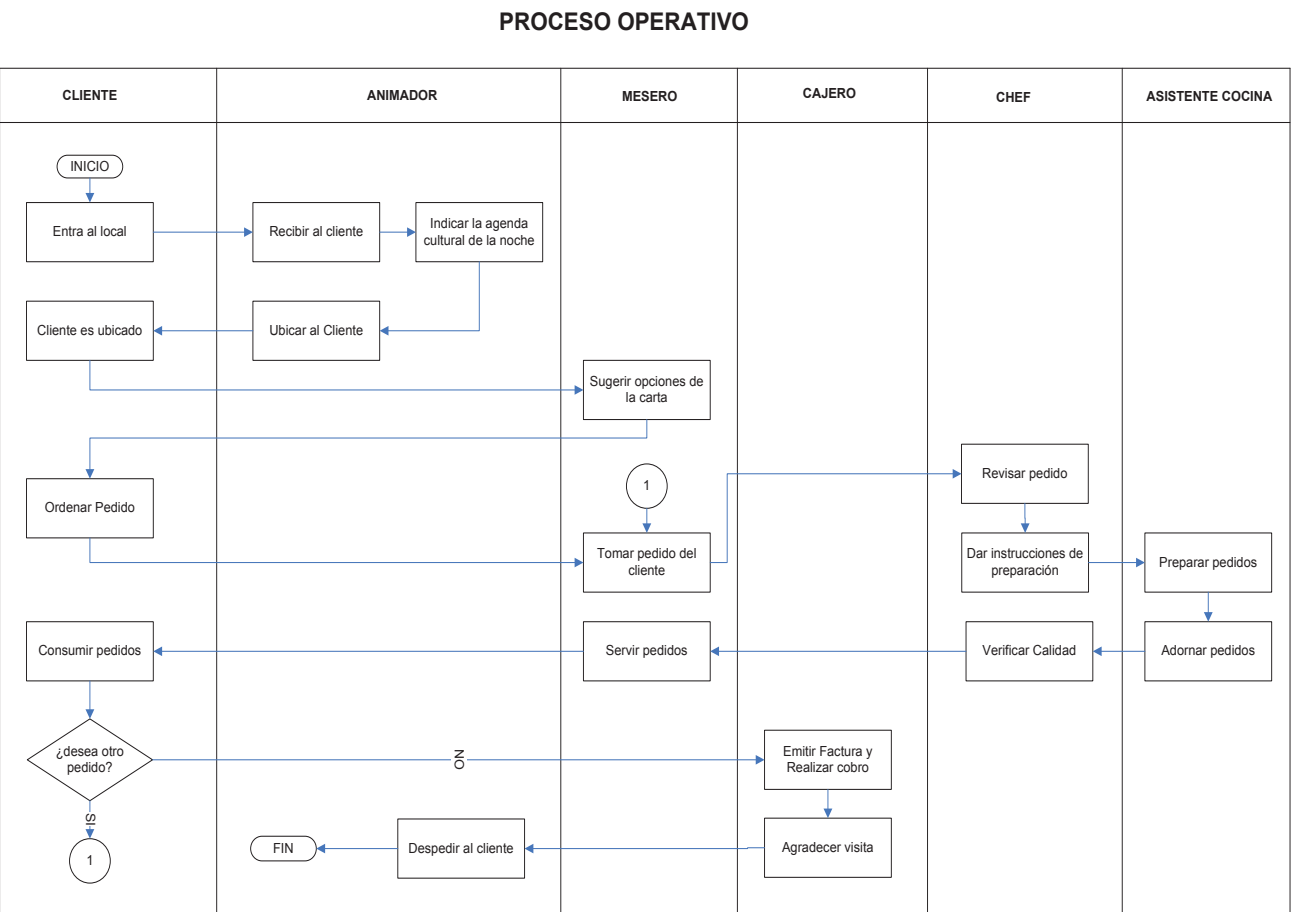 PROCESO OPERATIVO
CLIENTE
ANIMADOR
MESERO
CAJERO
CHEF
ASISTENTE COCINA
INICIO
Entra al local
Recibir al cliente
Indicar la agenda
cultural de la noche
Cliente es ubicado
Ubicar al Cliente
Sugerir opciones de
la carta
Ordenar Pedido
1
Tomar pedido del
cliente
Revisar pedido
Dar instrucciones de
preparación
Preparar pedidos
Consumir pedidos
Servir pedidos
Verificar Calidad
Adornar pedidos
¿desea otro
pedido?
NO
Emitir Factura y
Realizar cobro
SI
1
FIN
Despedir al cliente
Agradecer visita